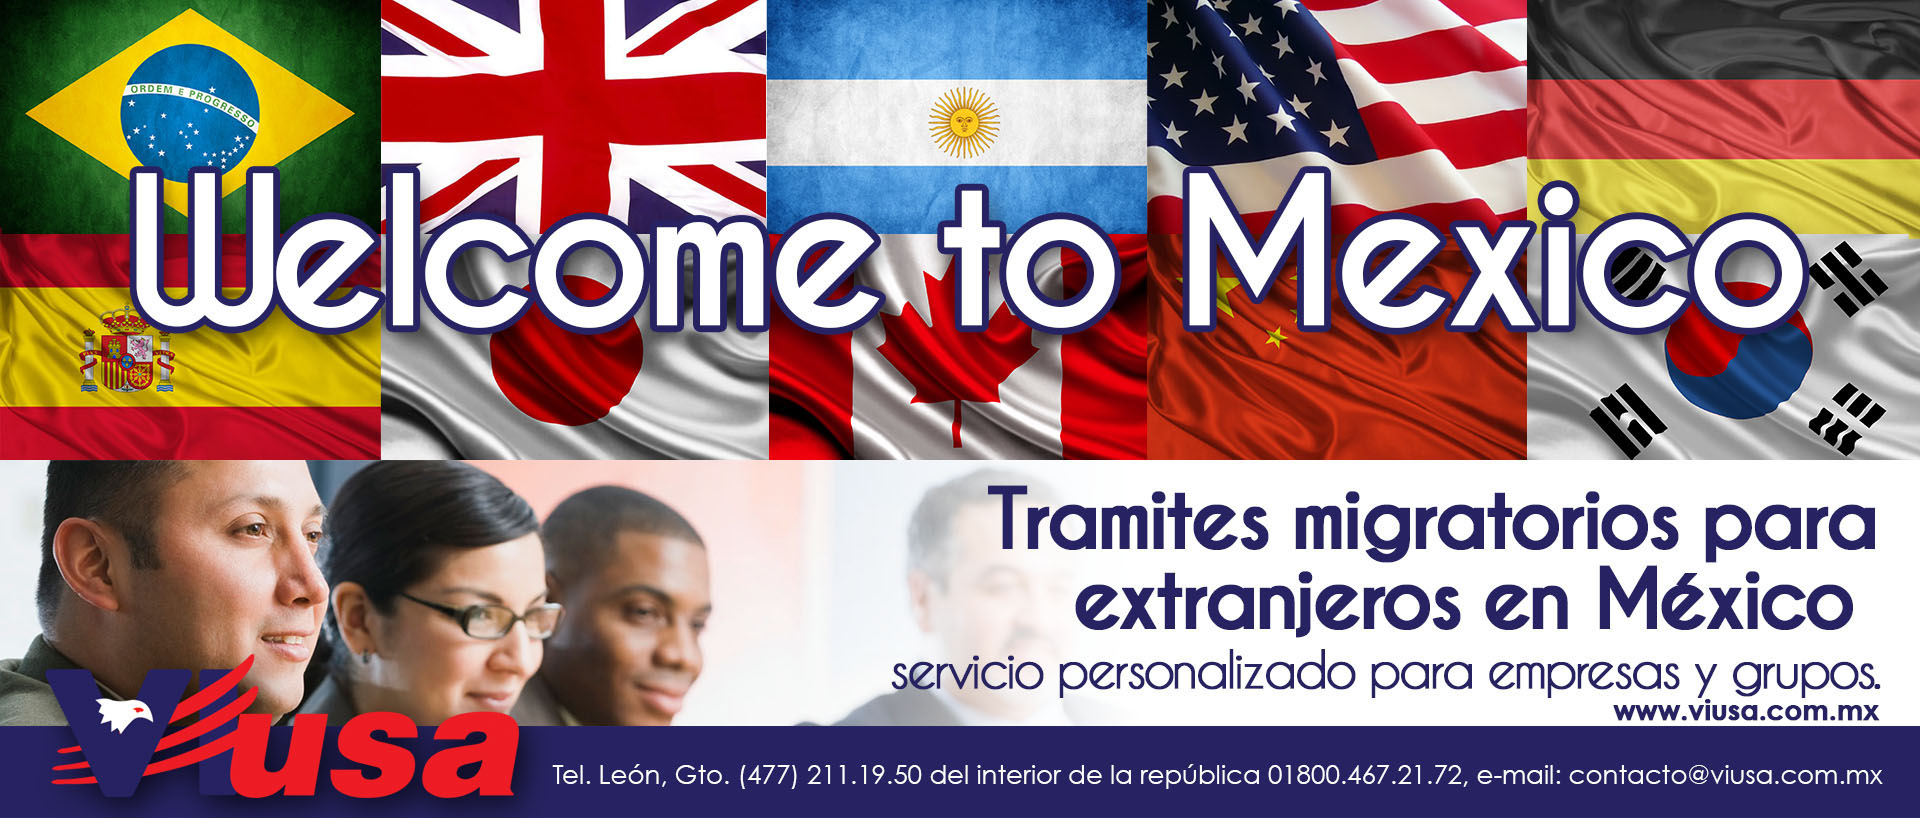 ORDEM E PROGRESSO
Welcome to Mexico
Tramites migratorios para
extranjeros en México
servicio personalizado para empresas y grupos.
www.viusa.com.mx
VIusa
Tel. León, Gto. (477) 211.19.50 del interior de la república 01800.467.21.72, e-mail: contacto@viusa.com.mx